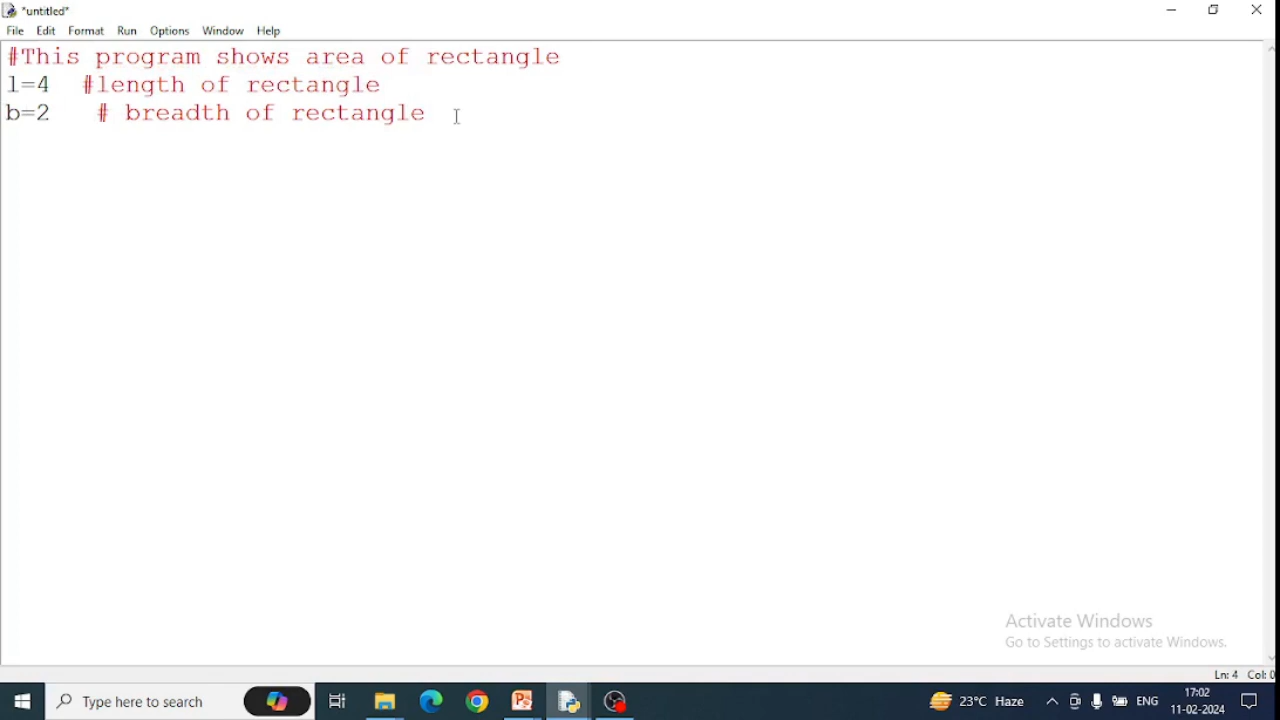 *untitled*
File Edit Format Run Options Window Help
#This program shows area of rectangle
l=4 #length of rectangle
b=2 # breadth of rectangle
Activate Windows
Go to Settings to activate Windows.
Ln: 4 Col: 0
Type here to search
23°C Haze
ENG
17:02
11-02-2024